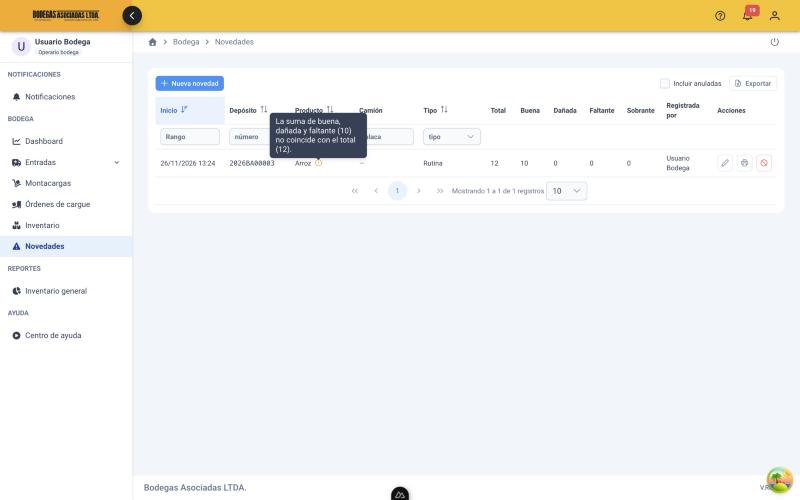 BODEGAS ASOCIADAS LTDA.
19
U
Usuario Bodega
Operario bodega
Bodega
Novedades
NOTIFICACIONES
Notificaciones
BODEGA
Dashboard
Entradas
Montacargas
Órdenes de cargue
Inventario
Novedades
REPORTES
Inventario general
AYUDA
Centro de ayuda
Nueva novedad
Incluir anuladas
Exportar
Inicio
Depósito
Producto
Camión
Tipo
Total
Buena
Dañada
Faltante
Sobrante
Registrada por
Acciones
La suma de buena,
dañada y faltante (10)
no coincide con el total
(12).
Rango
número
placa
tipo
26/11/2026 13:24
2026BA00003
Arroz
–
Rutina
12
10
0
0
0
Usuario
Bodega
1
Mostrando 1 a 1 de 1 registros
10
Bodegas Asociadas LTDA.